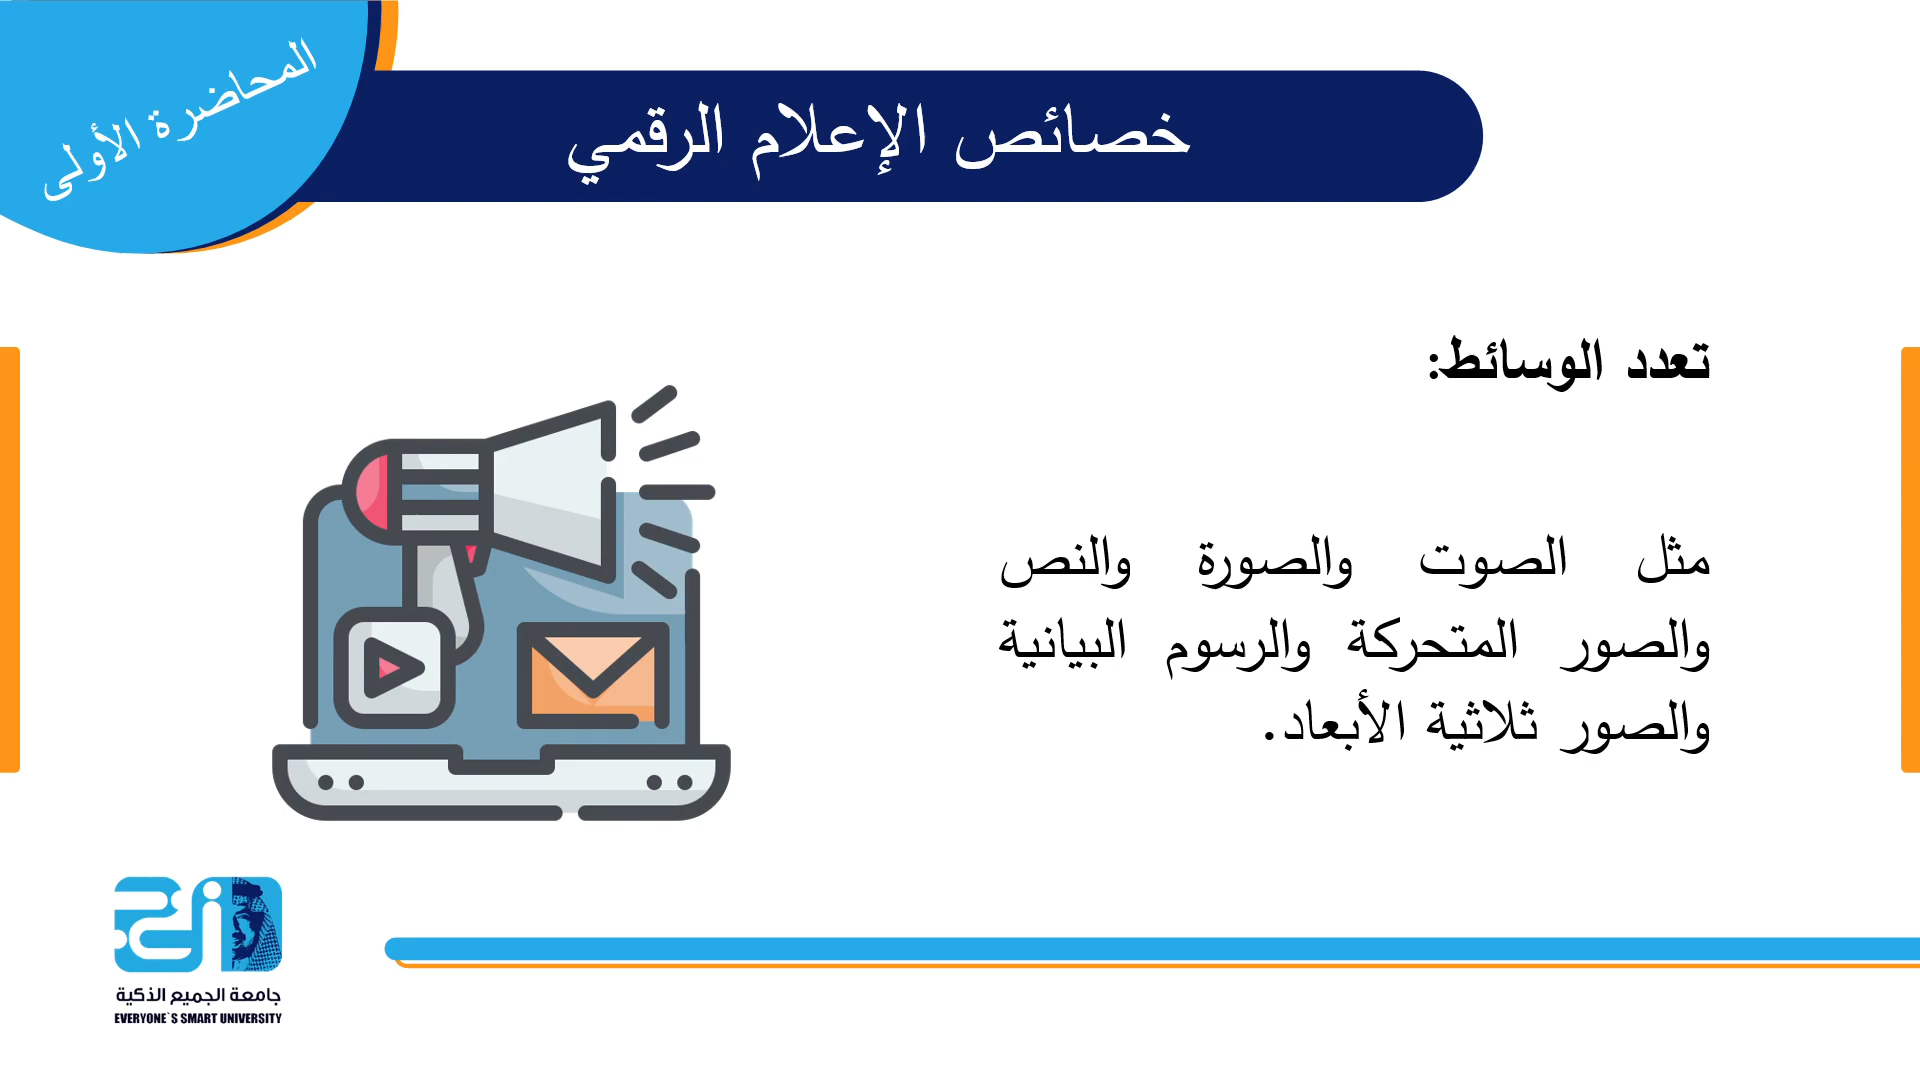 المحاضرة الأولى
خصائص الإعلام الرقمي
تعدد الوسائط:
مثل الصوت والصورة والنص
والصور المتحركة والرسوم البيانية
والصور ثلاثية الأبعاد.
جامعة الجميع الذكية
EVERYONE`S SMART UNIVERSITY